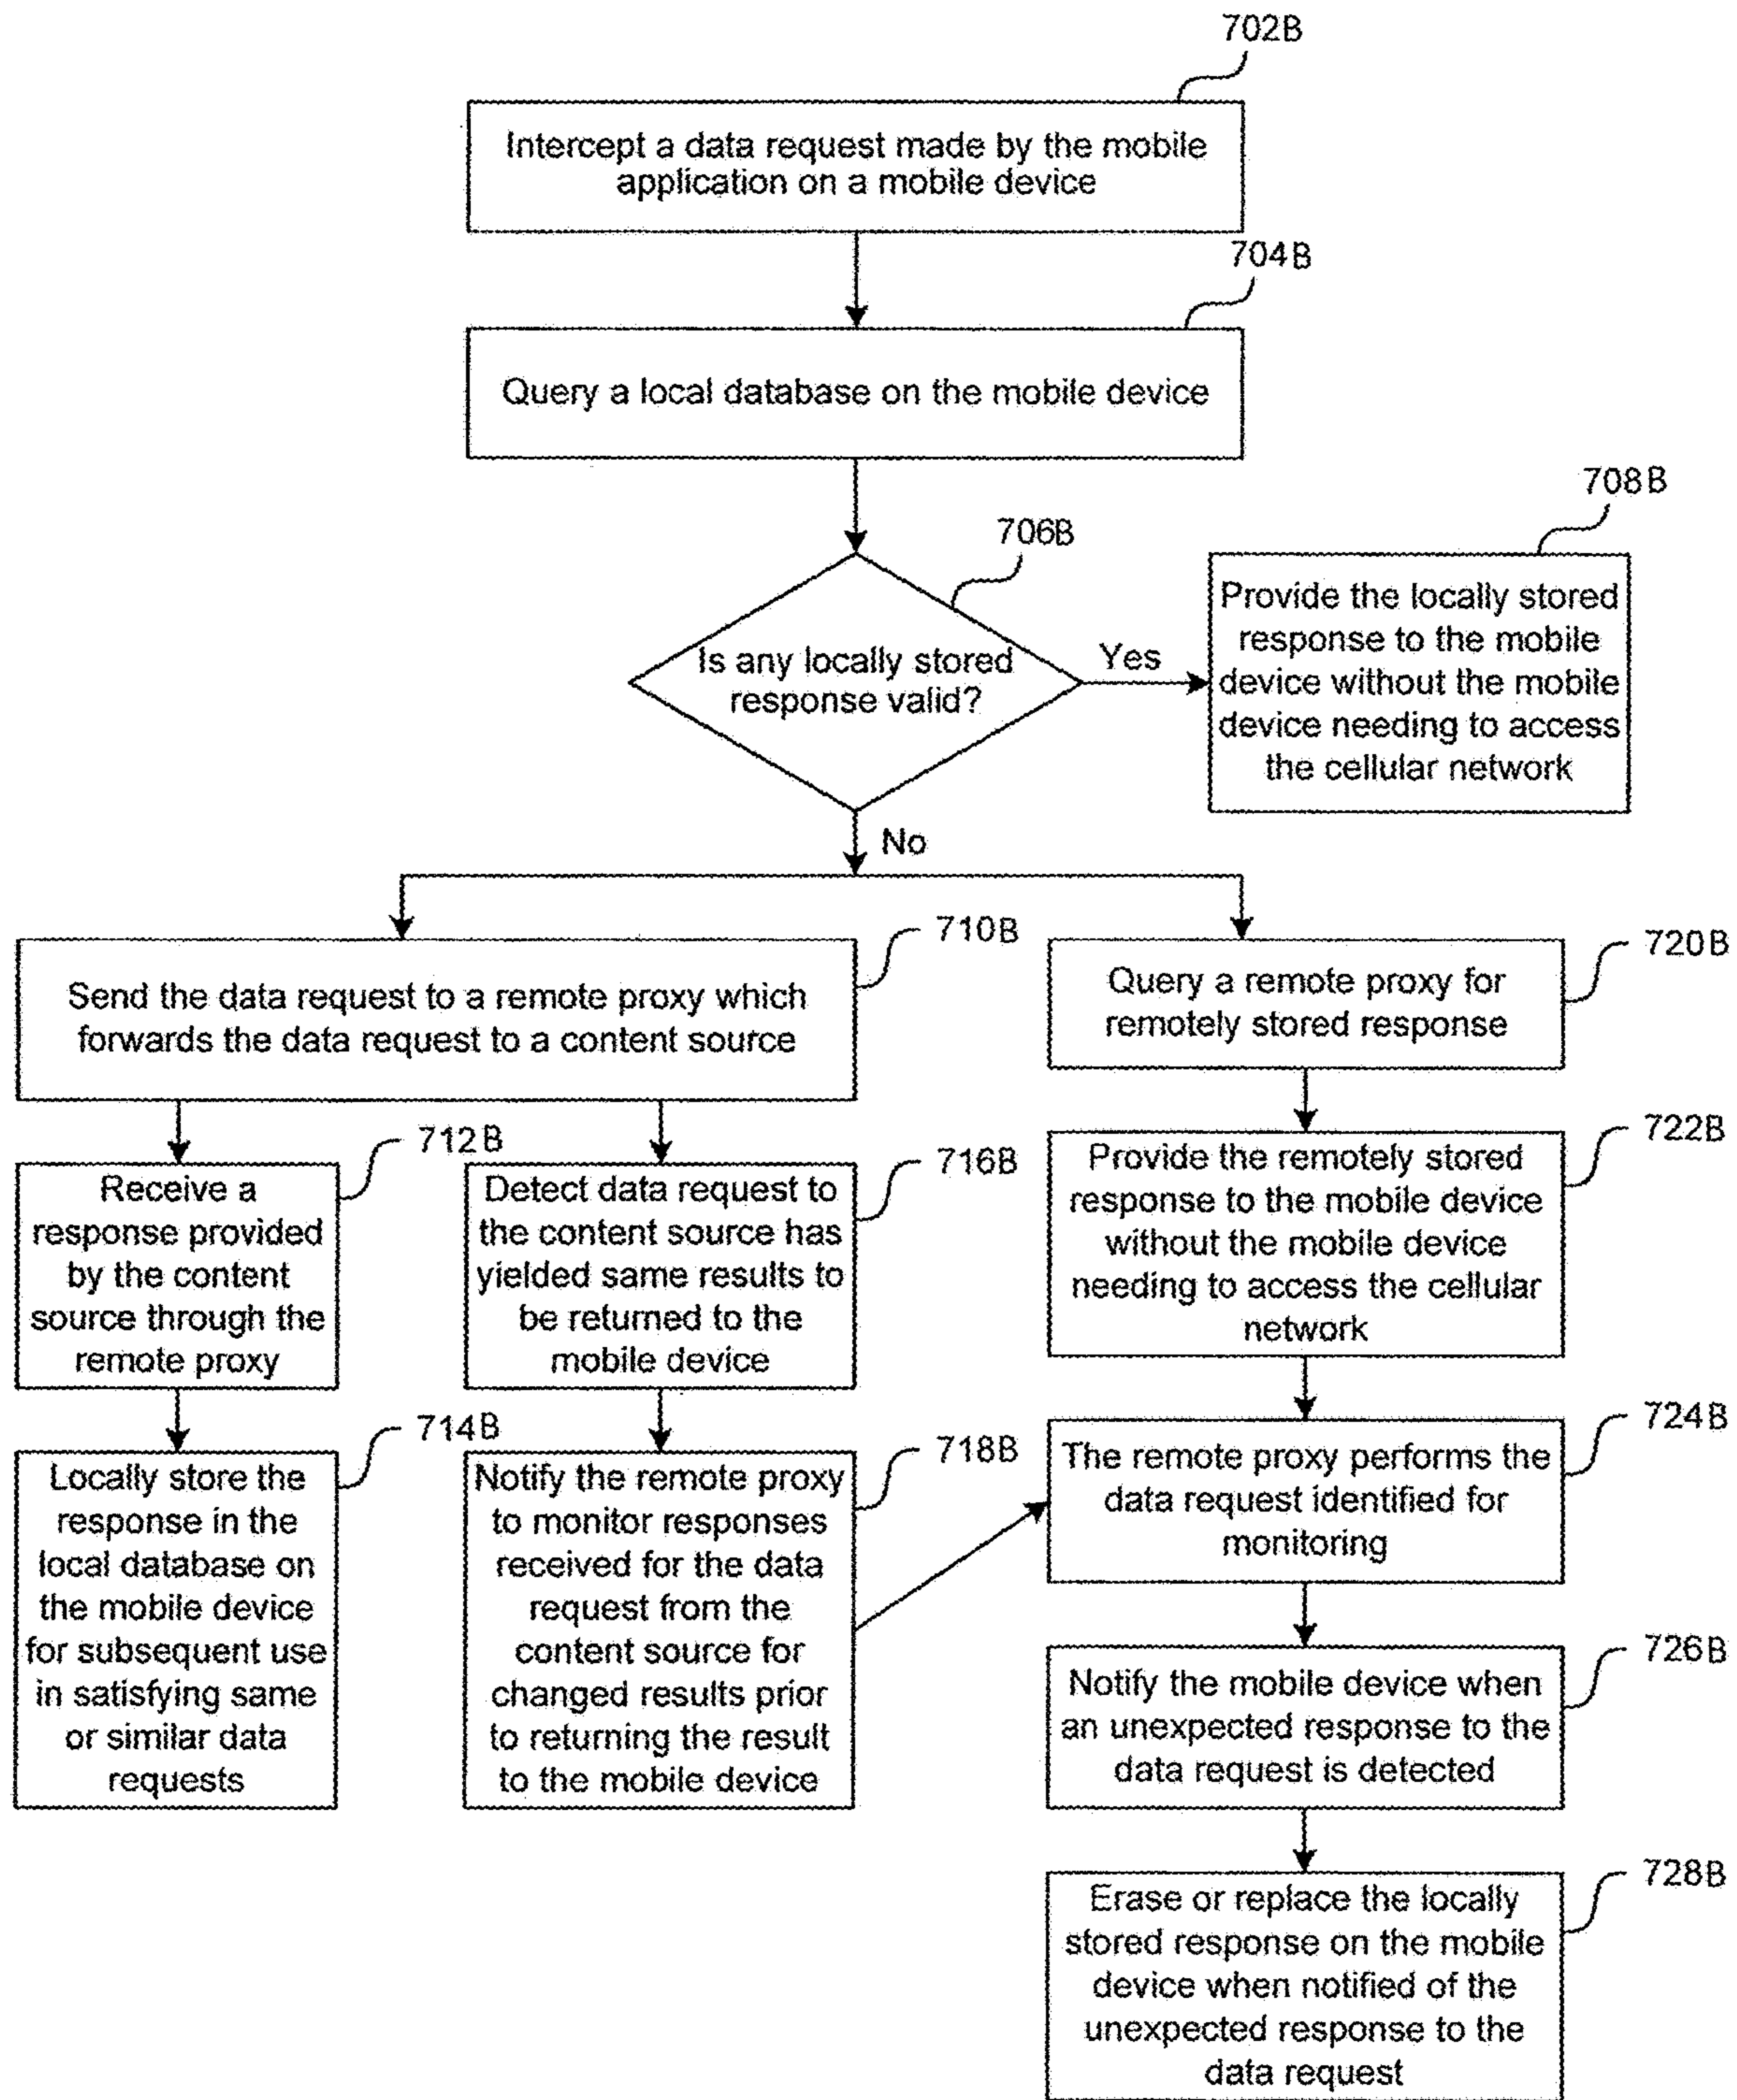 702B
Intercept a data request made by the mobile
application on a mobile device
704B
Query a local database on the mobile device
706B
Is any locally stored
response valid?
Yes
708B
Provide the locally stored
response to the mobile
device without the mobile
device needing to access
the cellular network
No
710B
Send the data request to a remote proxy which
forwards the data request to a content source
712B
Receive a
response provided
by the content
source through the
remote proxy
714B
Locally store the
response in the
local database on
the mobile device
for subsequent use
in satisfying same
or similar data
requests
716B
Detect data request to
the content source has
yielded same results to
be returned to the
mobile device
718B
Notify the remote proxy
to monitor responses
received for the data
request from the
content source for
changed results prior
to returning the result
to the mobile device
720B
Query a remote proxy for
remotely stored response
722B
Provide the remotely stored
response to the mobile device
without the mobile device
needing to access the cellular
network
724B
The remote proxy performs the
data request identified for
monitoring
726B
Notify the mobile device when
an unexpected response to the
data request is detected
728B
Erase or replace the locally
stored response on the mobile
device when notified of the
unexpected response to the
data request